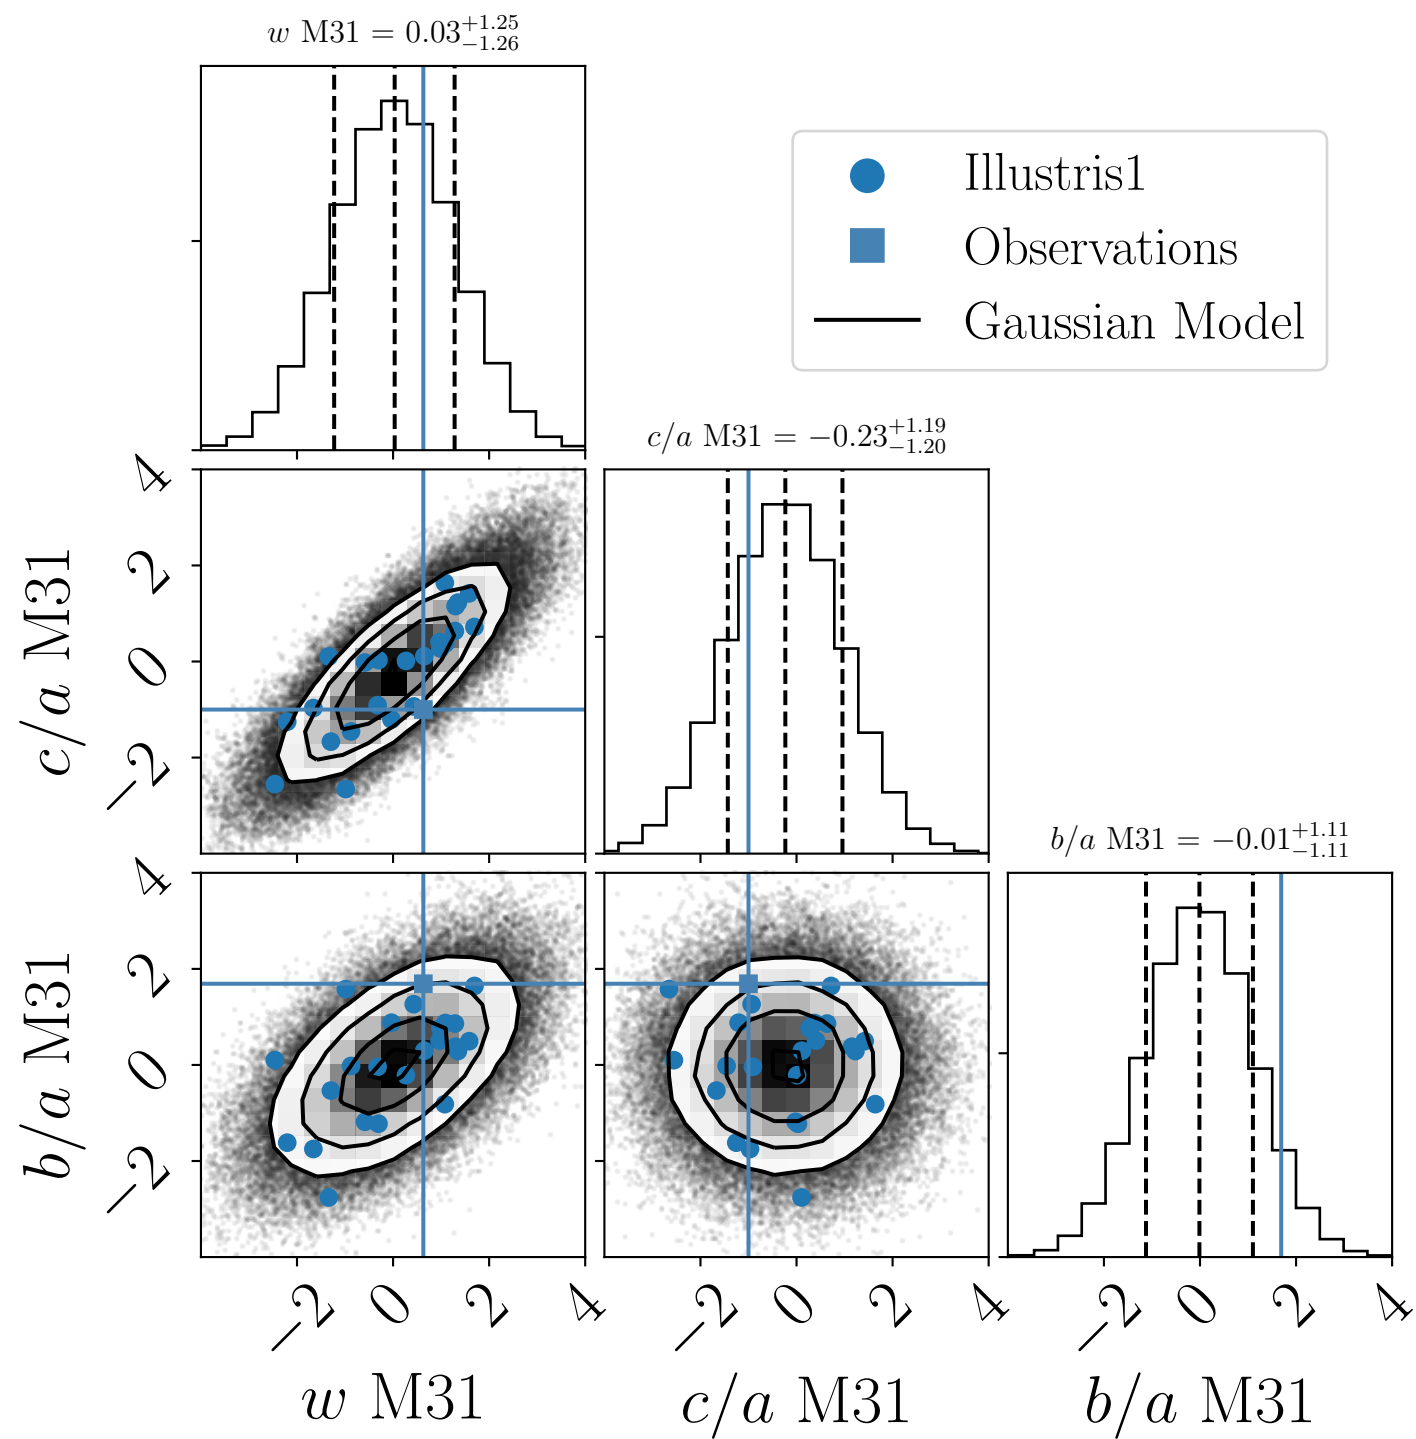 w M31 = 0.03+1.25−1.26
Illustris1
Observations
Gaussian Model
c/a M31 = −0.23+1.19−1.20
4
2
0
−2
c/a M31
b/a M31 = −0.01+1.11−1.11
4
2
0
−2
b/a M31
−2 0 2 4
−2 0 2 4
−2 0 2 4
w M31
c/a M31
b/a M31